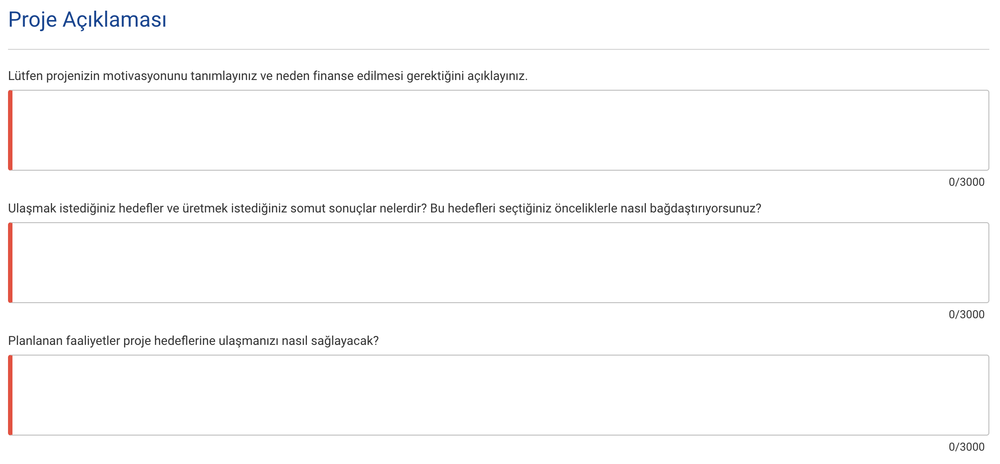 Proje Açıklaması
Lütfen projenizin motivasyonunu tanımlayınız ve neden finanse edilmesi gerektiğini açıklayınız.
0/3000
Ulaşmak istediğiniz hedefler ve üretmek istediğiniz somut sonuçlar nelerdir? Bu hedefleri seçtiğiniz önceliklerle nasıl bağdaştırıyorsunuz?
0/3000
Planlanan faaliyetler proje hedeflerine ulaşmanızı nasıl sağlayacak?
0/3000